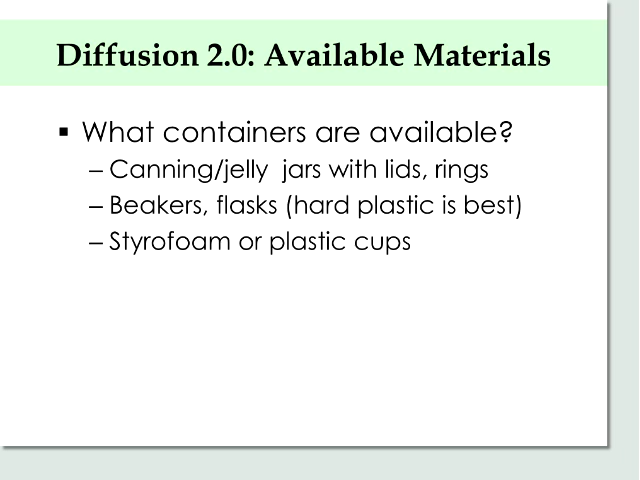 Diffusion 2.0: Available Materials
▪ What containers are available?
– Canning/jelly  jars with lids, rings
– Beakers, flasks (hard plastic is best)
– Styrofoam or plastic cups